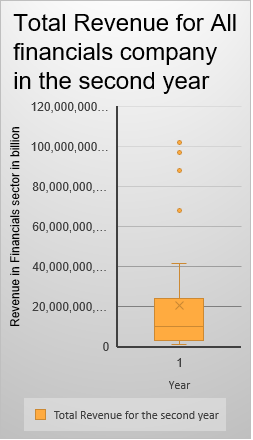 Total Revenue for All
financials company
in the second year
Revenue in Financials sector in billion
120,000,000...
100,000,000...
80,000,000,...
60,000,000,...
40,000,000,...
20,000,000,...
0
1
Year
Total Revenue for the second year